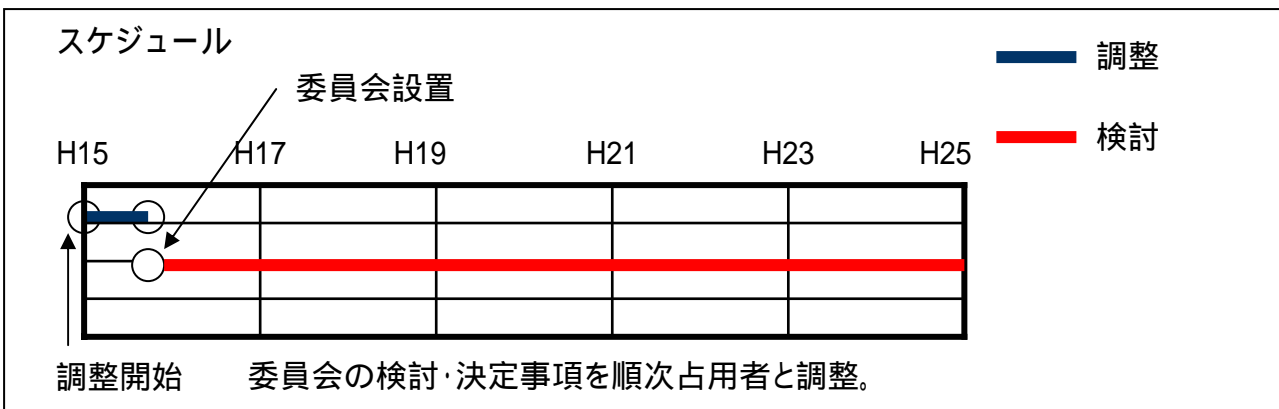 スケジュール
調整
委員会設置
検討
H15 H17 H19 H21 H23 H25
調整開始 委員会の検討・決定事項を順次占用者と調整。